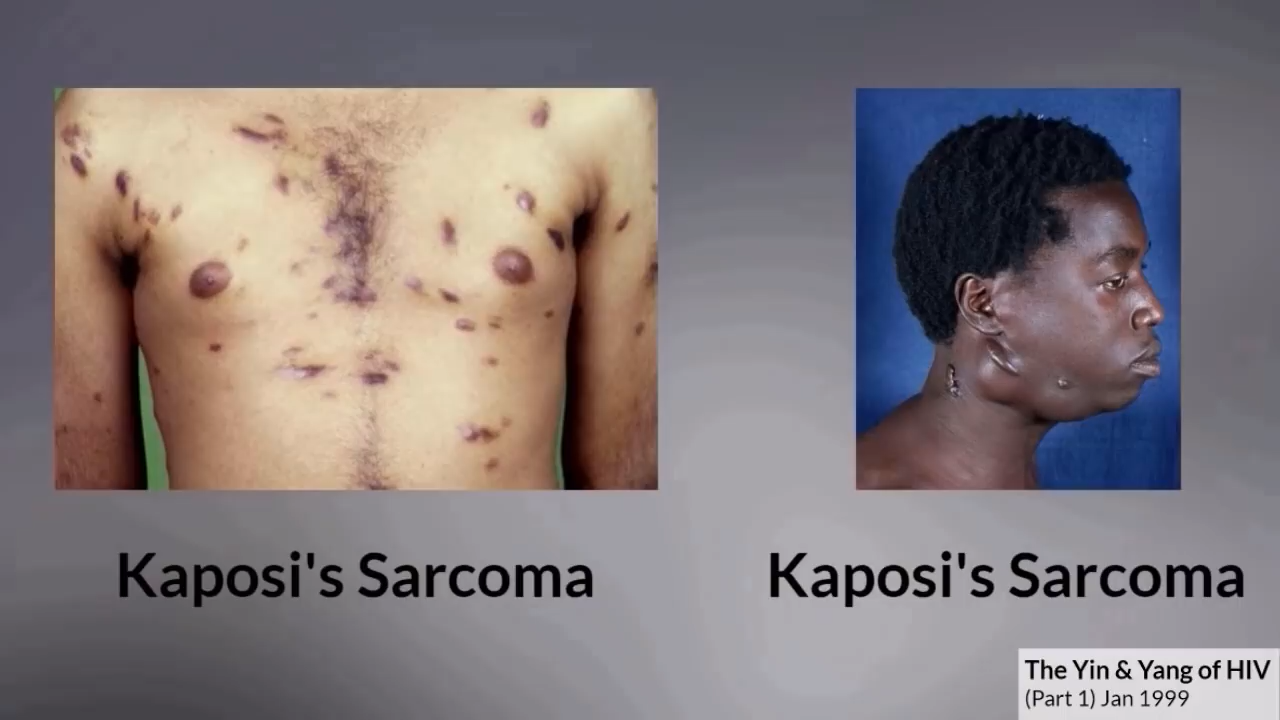 Kaposi's Sarcoma
Kaposi's Sarcoma
The Yin & Yang of HIV
(Part 1) Jan 1999